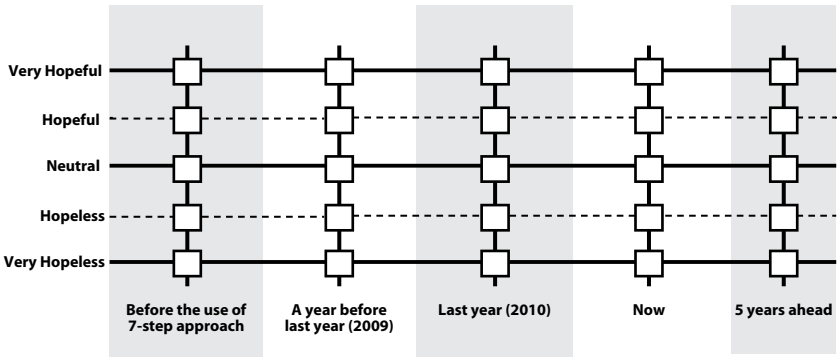 Very Hopeful
Hopeful
Neutral
Hopeless
Very Hopeless
Before the use of
7-step approach
A year before
last year (2009)
Last year (2010)
Now
5 years ahead